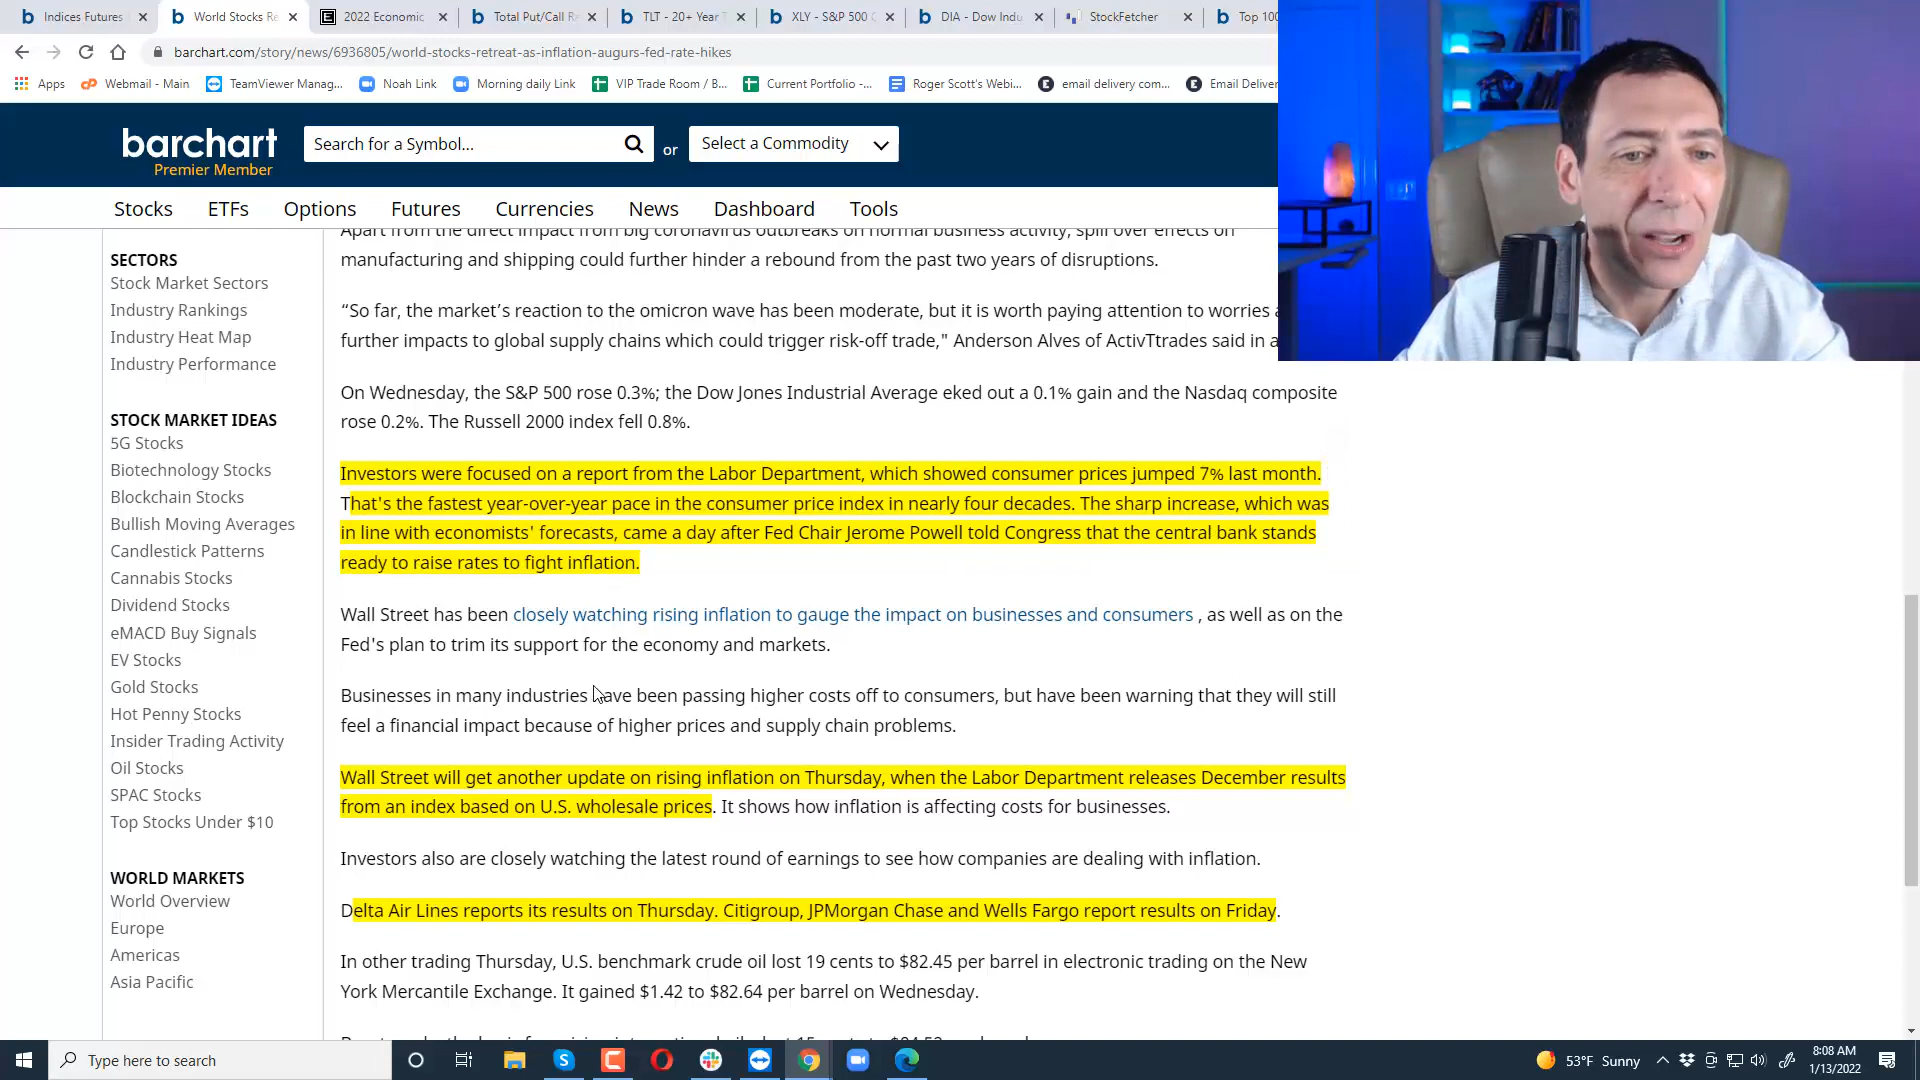 Indices Futures
World Stocks Re
2022 Economic
Total Put/Call Ra
TLT - 20+ Year T
XLY - S&P 500
DIA - Dow Indu
StockFetcher
Top 100
barchart.com/story/news/6936805/world-stocks-retreat-as-inflation-augurs-fed-rate-hikes
Apps
Webmail - Main
TeamViewer Manag...
Noah Link
Morning daily Link
VIP Trade Room / B...
Current Portfolio -...
Roger Scott's Webi...
email delivery com...
Email Deliver
barchart
Premier Member
Search for a Symbol...
or
Select a Commodity
Stocks
ETFs
Options
Futures
Currencies
News
Dashboard
Tools
SECTORS
Stock Market Sectors
Industry Rankings
Industry Heat Map
Industry Performance
STOCK MARKET IDEAS
5G Stocks
Biotechnology Stocks
Blockchain Stocks
Bullish Moving Averages
Candlestick Patterns
Cannabis Stocks
Dividend Stocks
eMACD Buy Signals
EV Stocks
Gold Stocks
Hot Penny Stocks
Insider Trading Activity
Oil Stocks
SPAC Stocks
Top Stocks Under $10
WORLD MARKETS
World Overview
Europe
Americas
Asia Pacific
Apart from the direct impact from big coronavirus outbreaks on normal business activity, spill over effects on
manufacturing and shipping could further hinder a rebound from the past two years of disruptions.
“So far, the market’s reaction to the omicron wave has been moderate, but it is worth paying attention to worries a
further impacts to global supply chains which could trigger risk-off trade," Anderson Alves of ActivTtrades said in a
On Wednesday, the S&P 500 rose 0.3%; the Dow Jones Industrial Average eked out a 0.1% gain and the Nasdaq composite
rose 0.2%. The Russell 2000 index fell 0.8%.
Investors were focused on a report from the Labor Department, which showed consumer prices jumped 7% last month.
That's the fastest year-over-year pace in the consumer price index in nearly four decades. The sharp increase, which was
in line with economists' forecasts, came a day after Fed Chair Jerome Powell told Congress that the central bank stands
ready to raise rates to fight inflation.
Wall Street has been closely watching rising inflation to gauge the impact on businesses and consumers , as well as on the
Fed's plan to trim its support for the economy and markets.
Businesses in many industries have been passing higher costs off to consumers, but have been warning that they will still
feel a financial impact because of higher prices and supply chain problems.
Wall Street will get another update on rising inflation on Thursday, when the Labor Department releases December results
from an index based on U.S. wholesale prices. It shows how inflation is affecting costs for businesses.
Investors also are closely watching the latest round of earnings to see how companies are dealing with inflation.
Delta Air Lines reports its results on Thursday. Citigroup, JPMorgan Chase and Wells Fargo report results on Friday.
In other trading Thursday, U.S. benchmark crude oil lost 19 cents to $82.45 per barrel in electronic trading on the New
York Mercantile Exchange. It gained $1.42 to $82.64 per barrel on Wednesday.
Type here to search
53°F Sunny
8:08 AM
1/13/2022